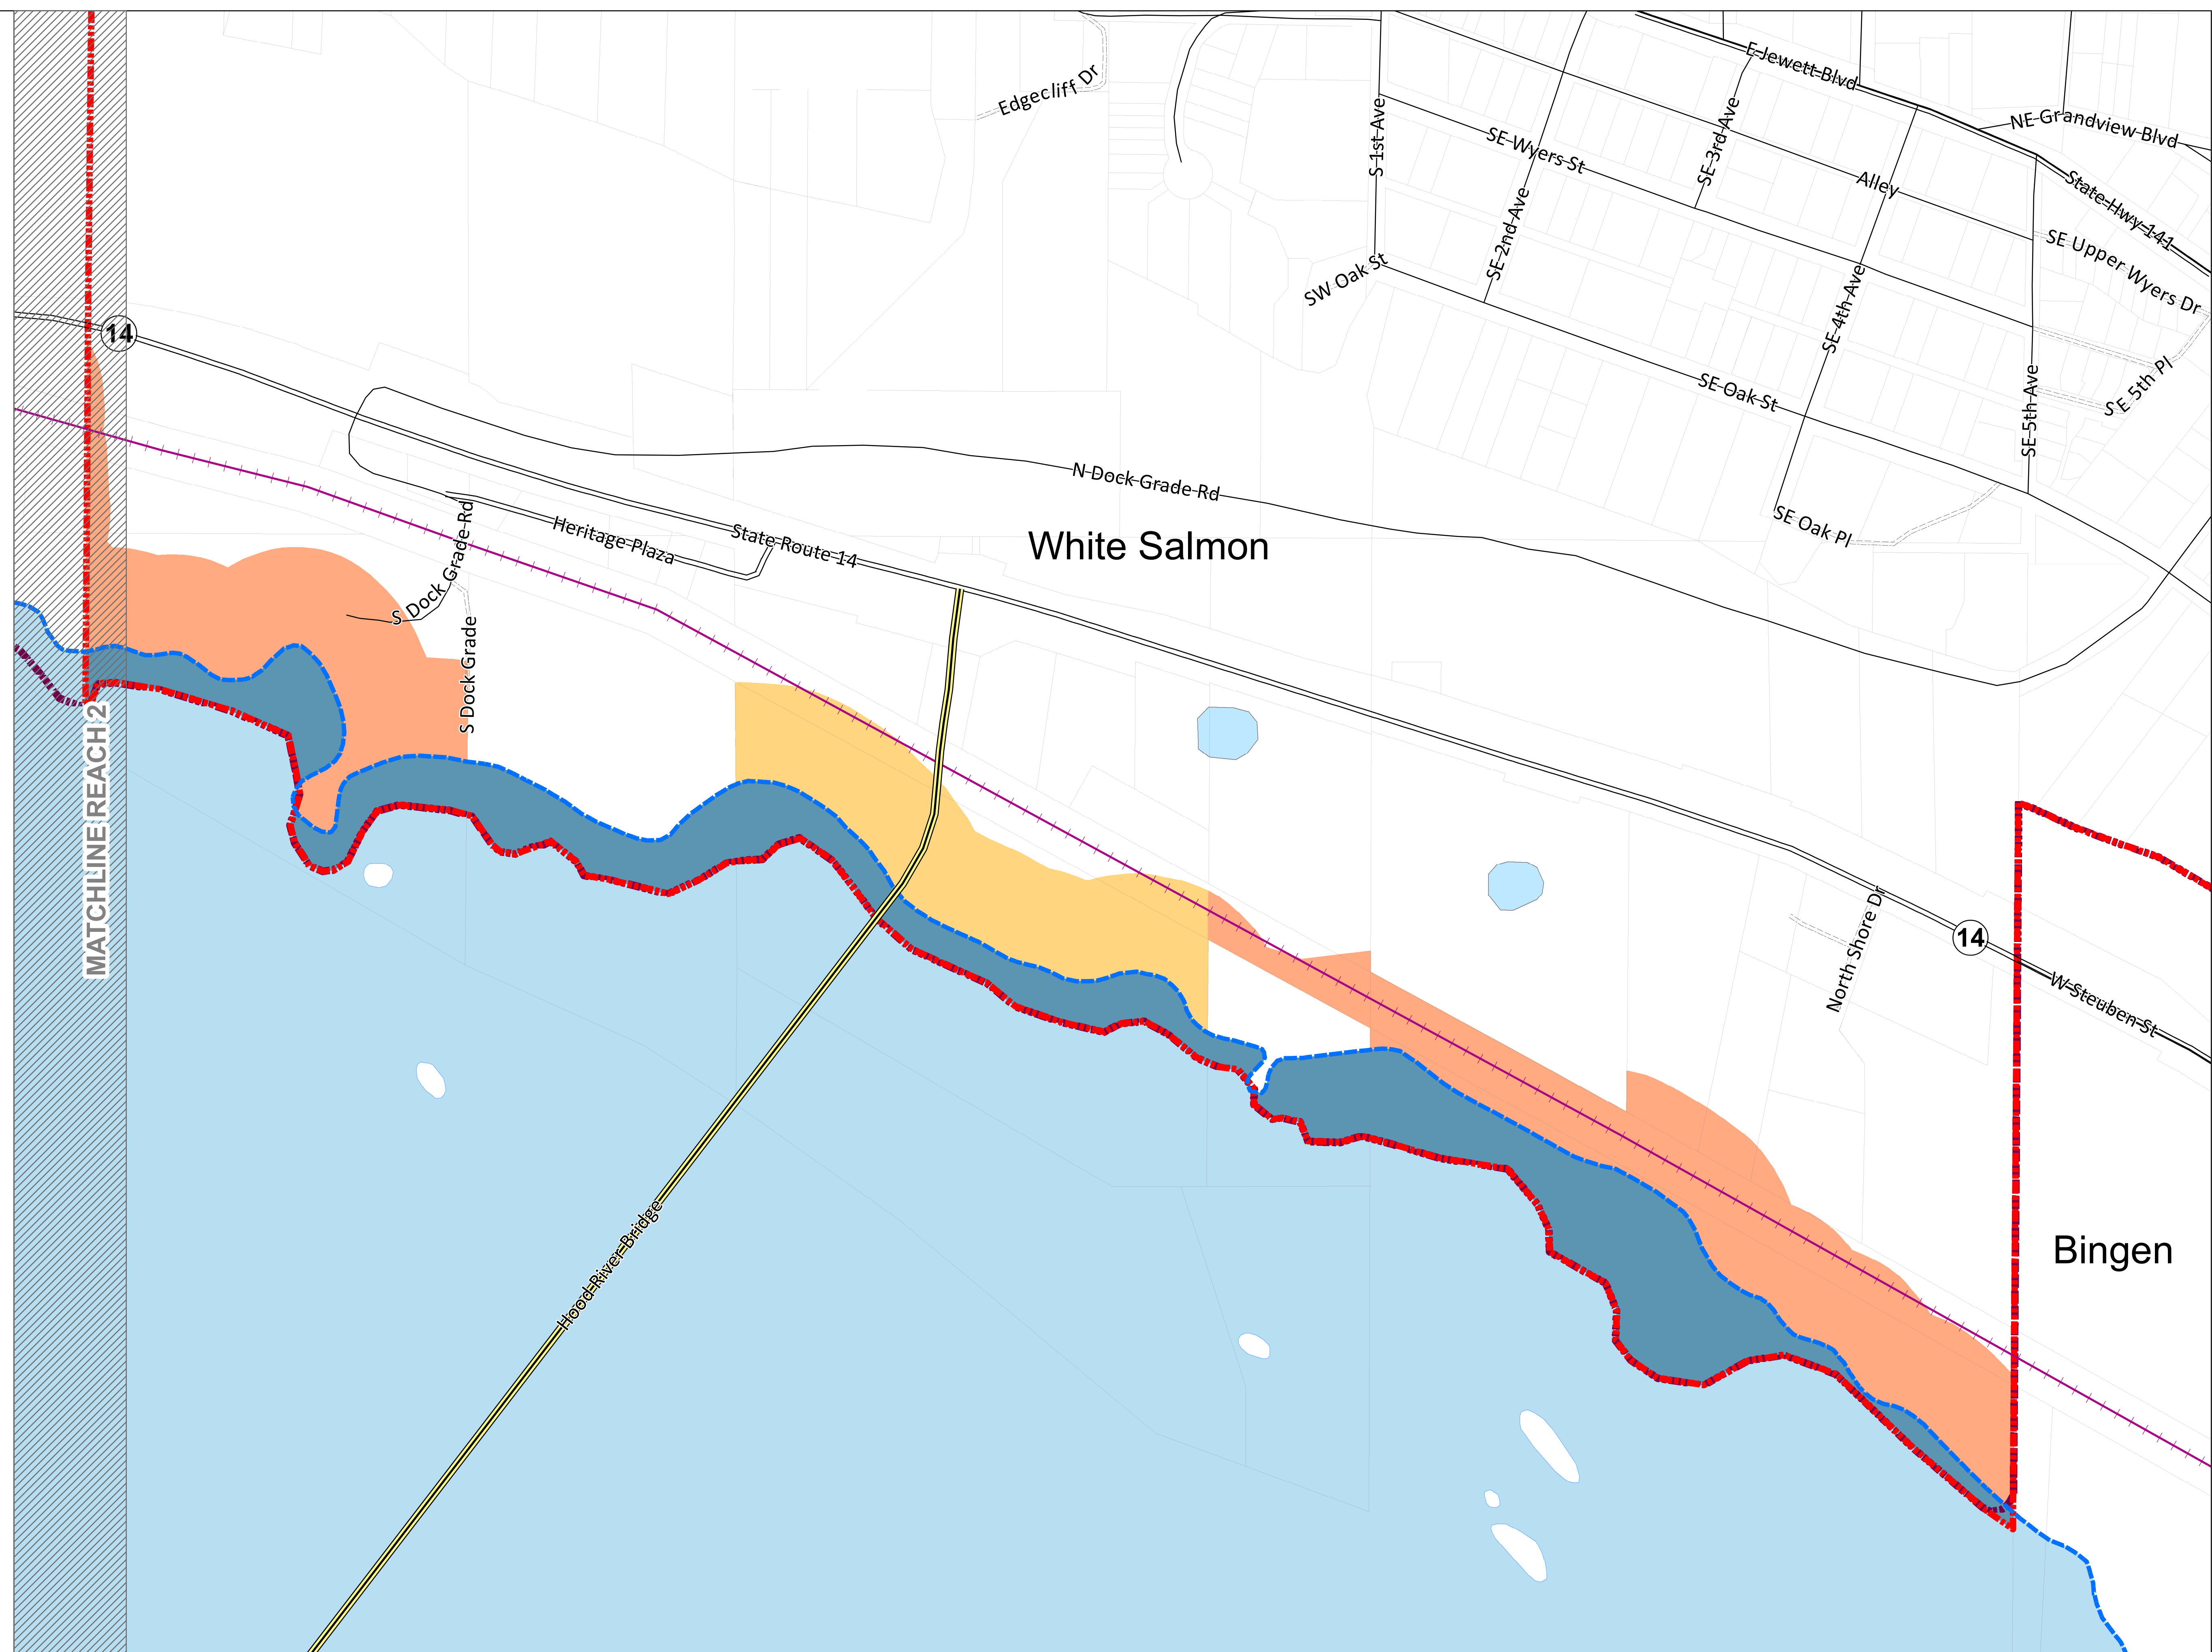 E Jewett Blvd
Edgecliff Dr
NE Grandview Blvd
S 1st Ave
SE 3rd Ave
SE Wyers St
Alley
State Hwy 141
SE 2nd Ave
SE Upper Wyers Dr
SW Oak St
SE 4th Ave
14
SE Oak St
SE 5th Ave
SE 5th Pl
N Dock Grade Rd
SE Oak Pl
S Dock Grade Rd
Heritage Plaza
State Route 14
White Salmon
S Dock Grade
MATCHLINE REACH 2
North Shore Dr
14
W Steuben St
Hood River Bridge
Bingen